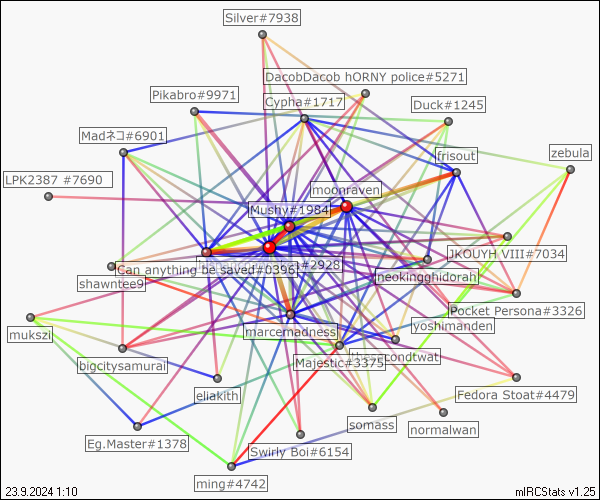 Silver#7938
DacobDacob hORNY police#5271
Pikabro#9971
Cypha#1717
Duck#1245
Madネコ#6901
frisout
zebula
LPK2387 #7690
moonraven
Mushy#1984
JKOUYH VIII#7034
Can anything be saved#0396
#2928
neokingghidorah
shawntee9
Pocket Persona#3326
mukszi
marcemadness
yoshimanden
bigcitysamurai
Majestic#3375
condtwat
eliakith
Fedora Stoat#4479
somass
normalwan
Eg.Master#1378
Swirly Boi#6154
ming#4742
23.9.2024 1:10
mIRCStats v1.25